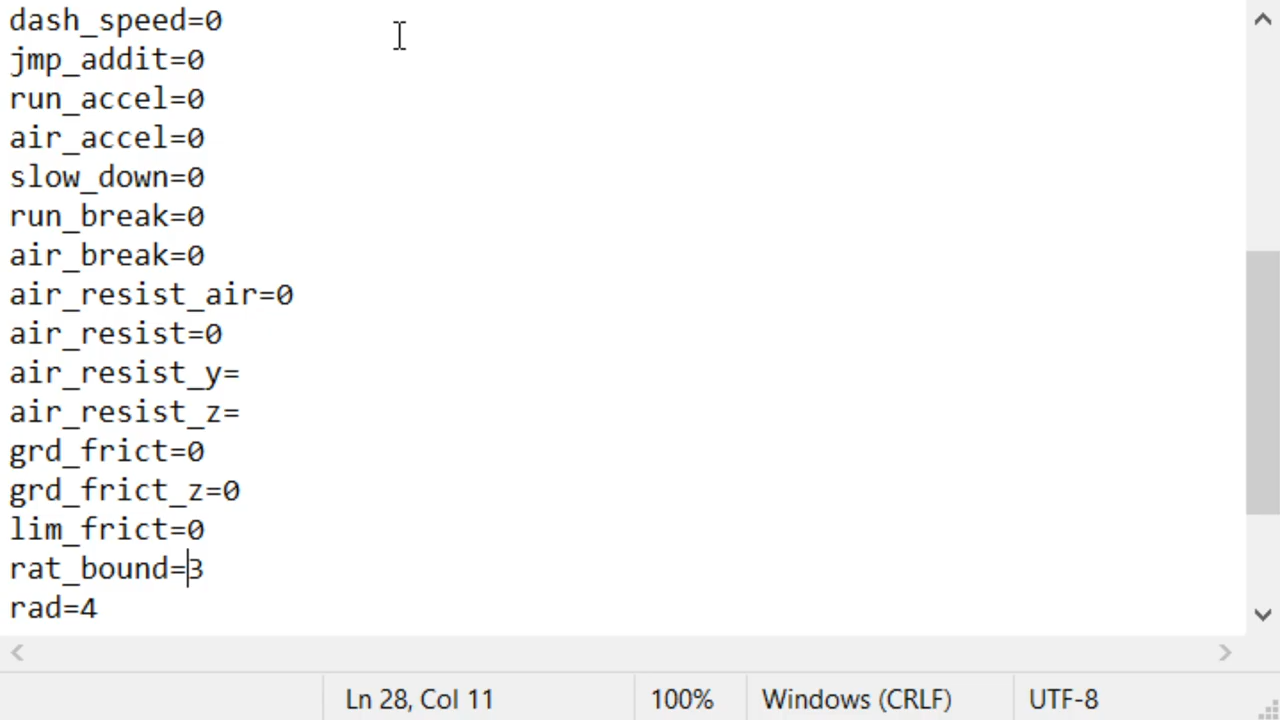 dash_speed=0
jmp_addit=0
run_accel=0
air_accel=0
slow_down=0
run_break=0
air_break=0
air_resist_air=0
air_resist=0
air_resist_y=
air_resist_z=
grd_frict=0
grd_frict_z=0
lim_frict=0
rat_bound=3
rad=4
Ln 28, Col 11 100% Windows (CRLF) UTF-8